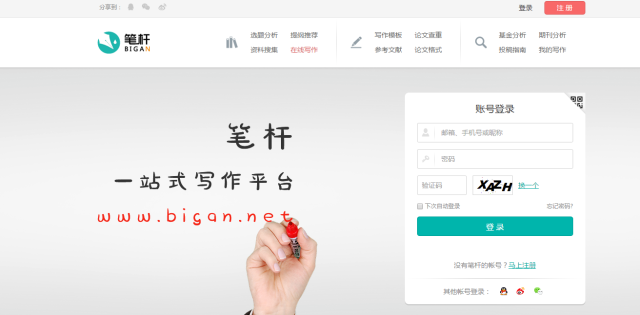 分享到：
登录 注 册
笔杆
BIGAN
选题分析 提纲推荐
资料搜集 在线写作
写作模板 论文查重
参考文献 论文格式
基金分析 期刊分析
投稿指南 我的写作
笔杆
一站式写作平台
www.bigan.net
账号登录
邮箱、手机号或昵称
密码
验证码 XAZH 换一个
下次自动登录 忘记密码?
登 录
没有笔杆的帐号？马上注册
其他帐号登录：